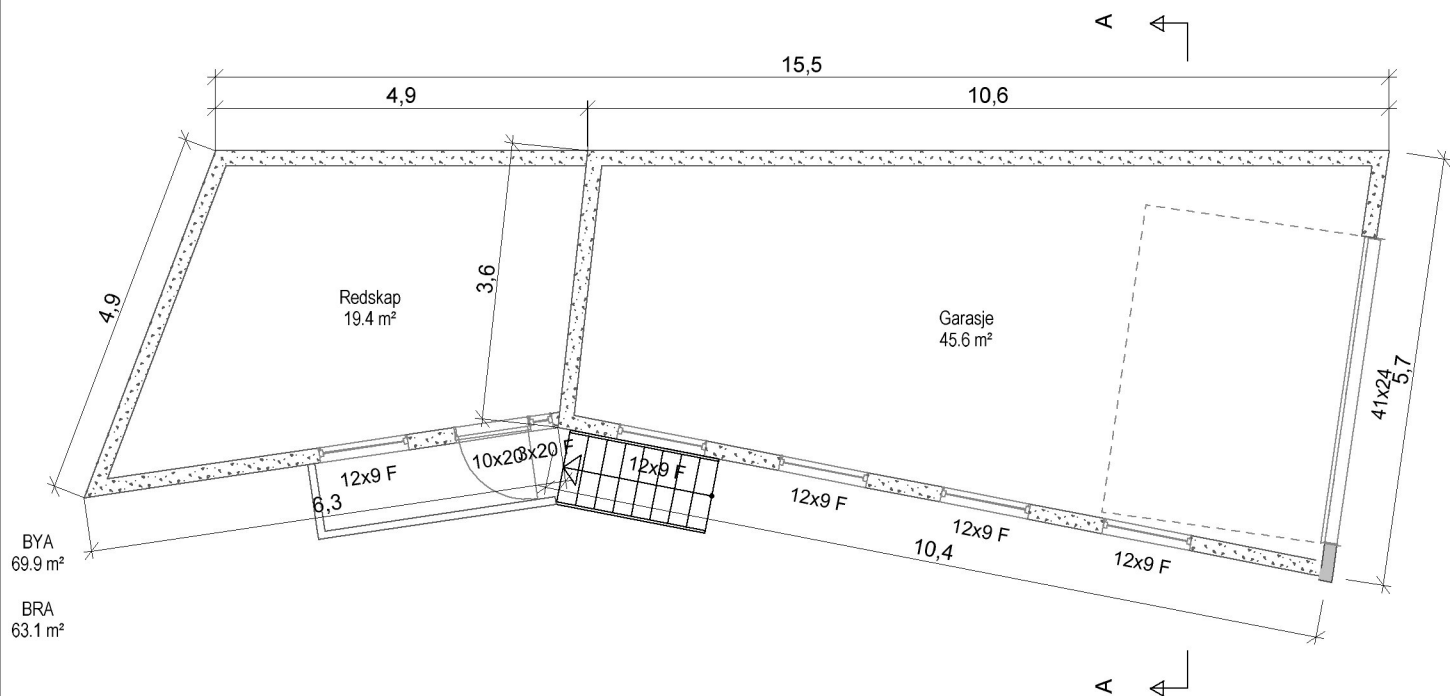 A
15,5
4,9
10,6
3,6
4,9
Redskap
19.4 m²
Garasje
45.6 m²
41x24
5,7
12x9 F
10x20
3x20 F
12x9 F
6,3
12x9 F
12x9 F
12x9 F
10,4
BYA
69.9 m²
BRA
63.1 m²
A